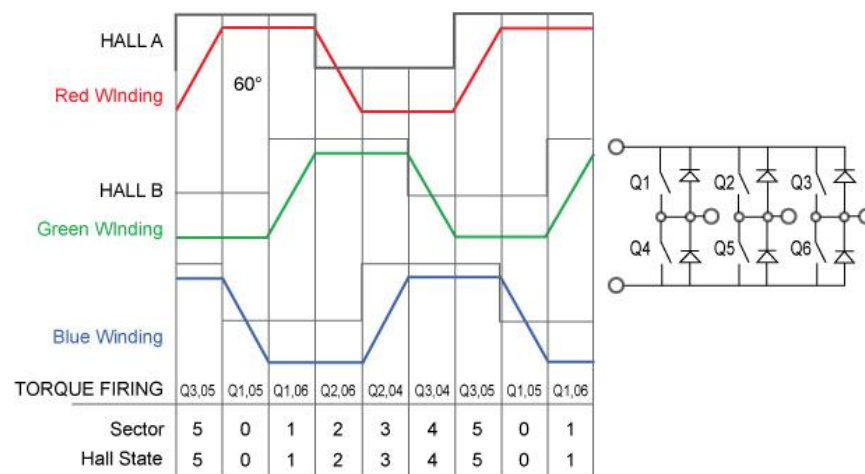 HALL A
Red WInding
60°
HALL B
Green WInding
Blue Winding
Q1 Q2 Q3
Q4 Q5 Q6
TORQUE FIRING Q3,05 Q1,05 Q1,06 Q2,06 Q2,04 Q3,04 Q3,05 Q1,05 Q1,06
Sector 5 0 1 2 3 4 5 0 1
Hall State 5 0 1 2 3 4 5 0 1